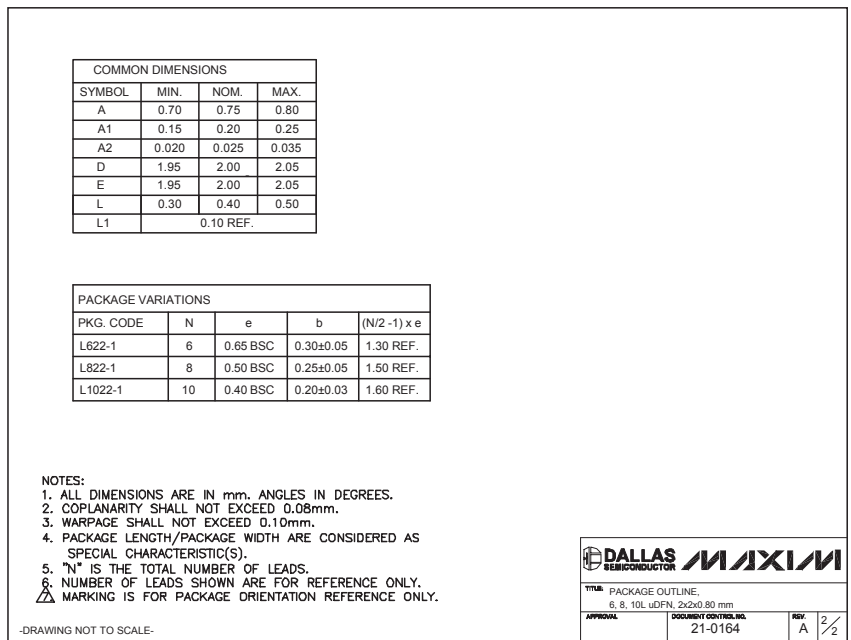 COMMON DIMENSIONS
SYMBOL MIN. NOM. MAX.
A 0.70 0.75 0.80
A1 0.15 0.20 0.25
A2 0.020 0.025 0.035
D 1.95 2.00 2.05
E 1.95 2.00 2.05
L 0.30 0.40 0.50
L1 0.10 REF.
PACKAGE VARIATIONS
PKG. CODE N e b (N/2 -1) x e
L622-1 6 0.65 BSC 0.30±0.05 1.30 REF.
L822-1 8 0.50 BSC 0.25±0.05 1.50 REF.
L1022-1 10 0.40 BSC 0.20±0.03 1.60 REF.
NOTES:
1. ALL DIMENSIONS ARE IN mm. ANGLES IN DEGREES.
2. COPLANARITY SHALL NOT EXCEED 0.08mm.
3. WARPAGE SHALL NOT EXCEED 0.10mm.
4. PACKAGE LENGTH/PACKAGE WIDTH ARE CONSIDERED AS
SPECIAL CHARACTERISTIC(S).
5. "N" IS THE TOTAL NUMBER OF LEADS.
6. NUMBER OF LEADS SHOWN ARE FOR REFERENCE ONLY.
7. MARKING IS FOR PACKAGE ORIENTATION REFERENCE ONLY.
-DRAWING NOT TO SCALE-
DALLAS SEMICONDUCTOR MAXIM
TITLE: PACKAGE OUTLINE,
6, 8, 10L uDFN, 2x2x0.80 mm
APPROVAL DOCUMENT CONTROL NO. REV.
21-0164 A 2/2